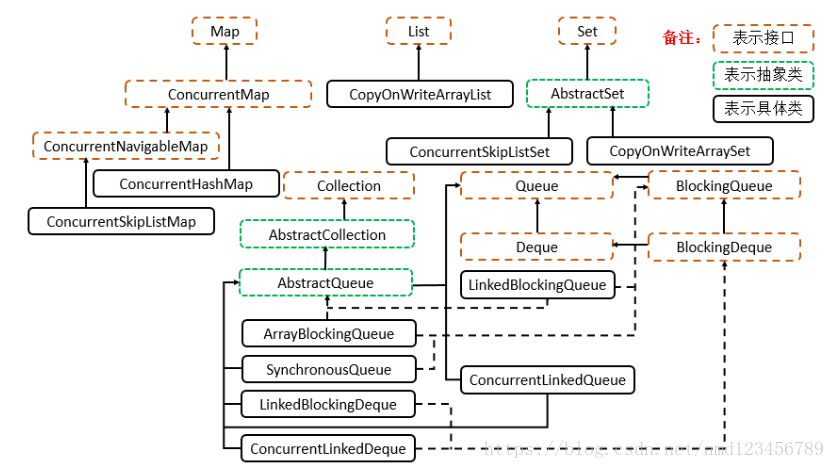 Map
List
Set
备注：
表示接口
ConcurrentMap
CopyOnWriteArrayList
AbstractSet
表示抽象类
表示具体类
ConcurrentNavigableMap
ConcurrentSkipListSet
CopyOnWriteArraySet
ConcurrentHashMap
Collection
Queue
BlockingQueue
ConcurrentSkipListMap
AbstractCollection
Deque
BlockingDeque
AbstractQueue
LinkedBlockingQueue
ArrayBlockingQueue
SynchronousQueue
ConcurrentLinkedQueue
LinkedBlockingDeque
ConcurrentLinkedDeque
https://blog.csdn.net/amd123456789